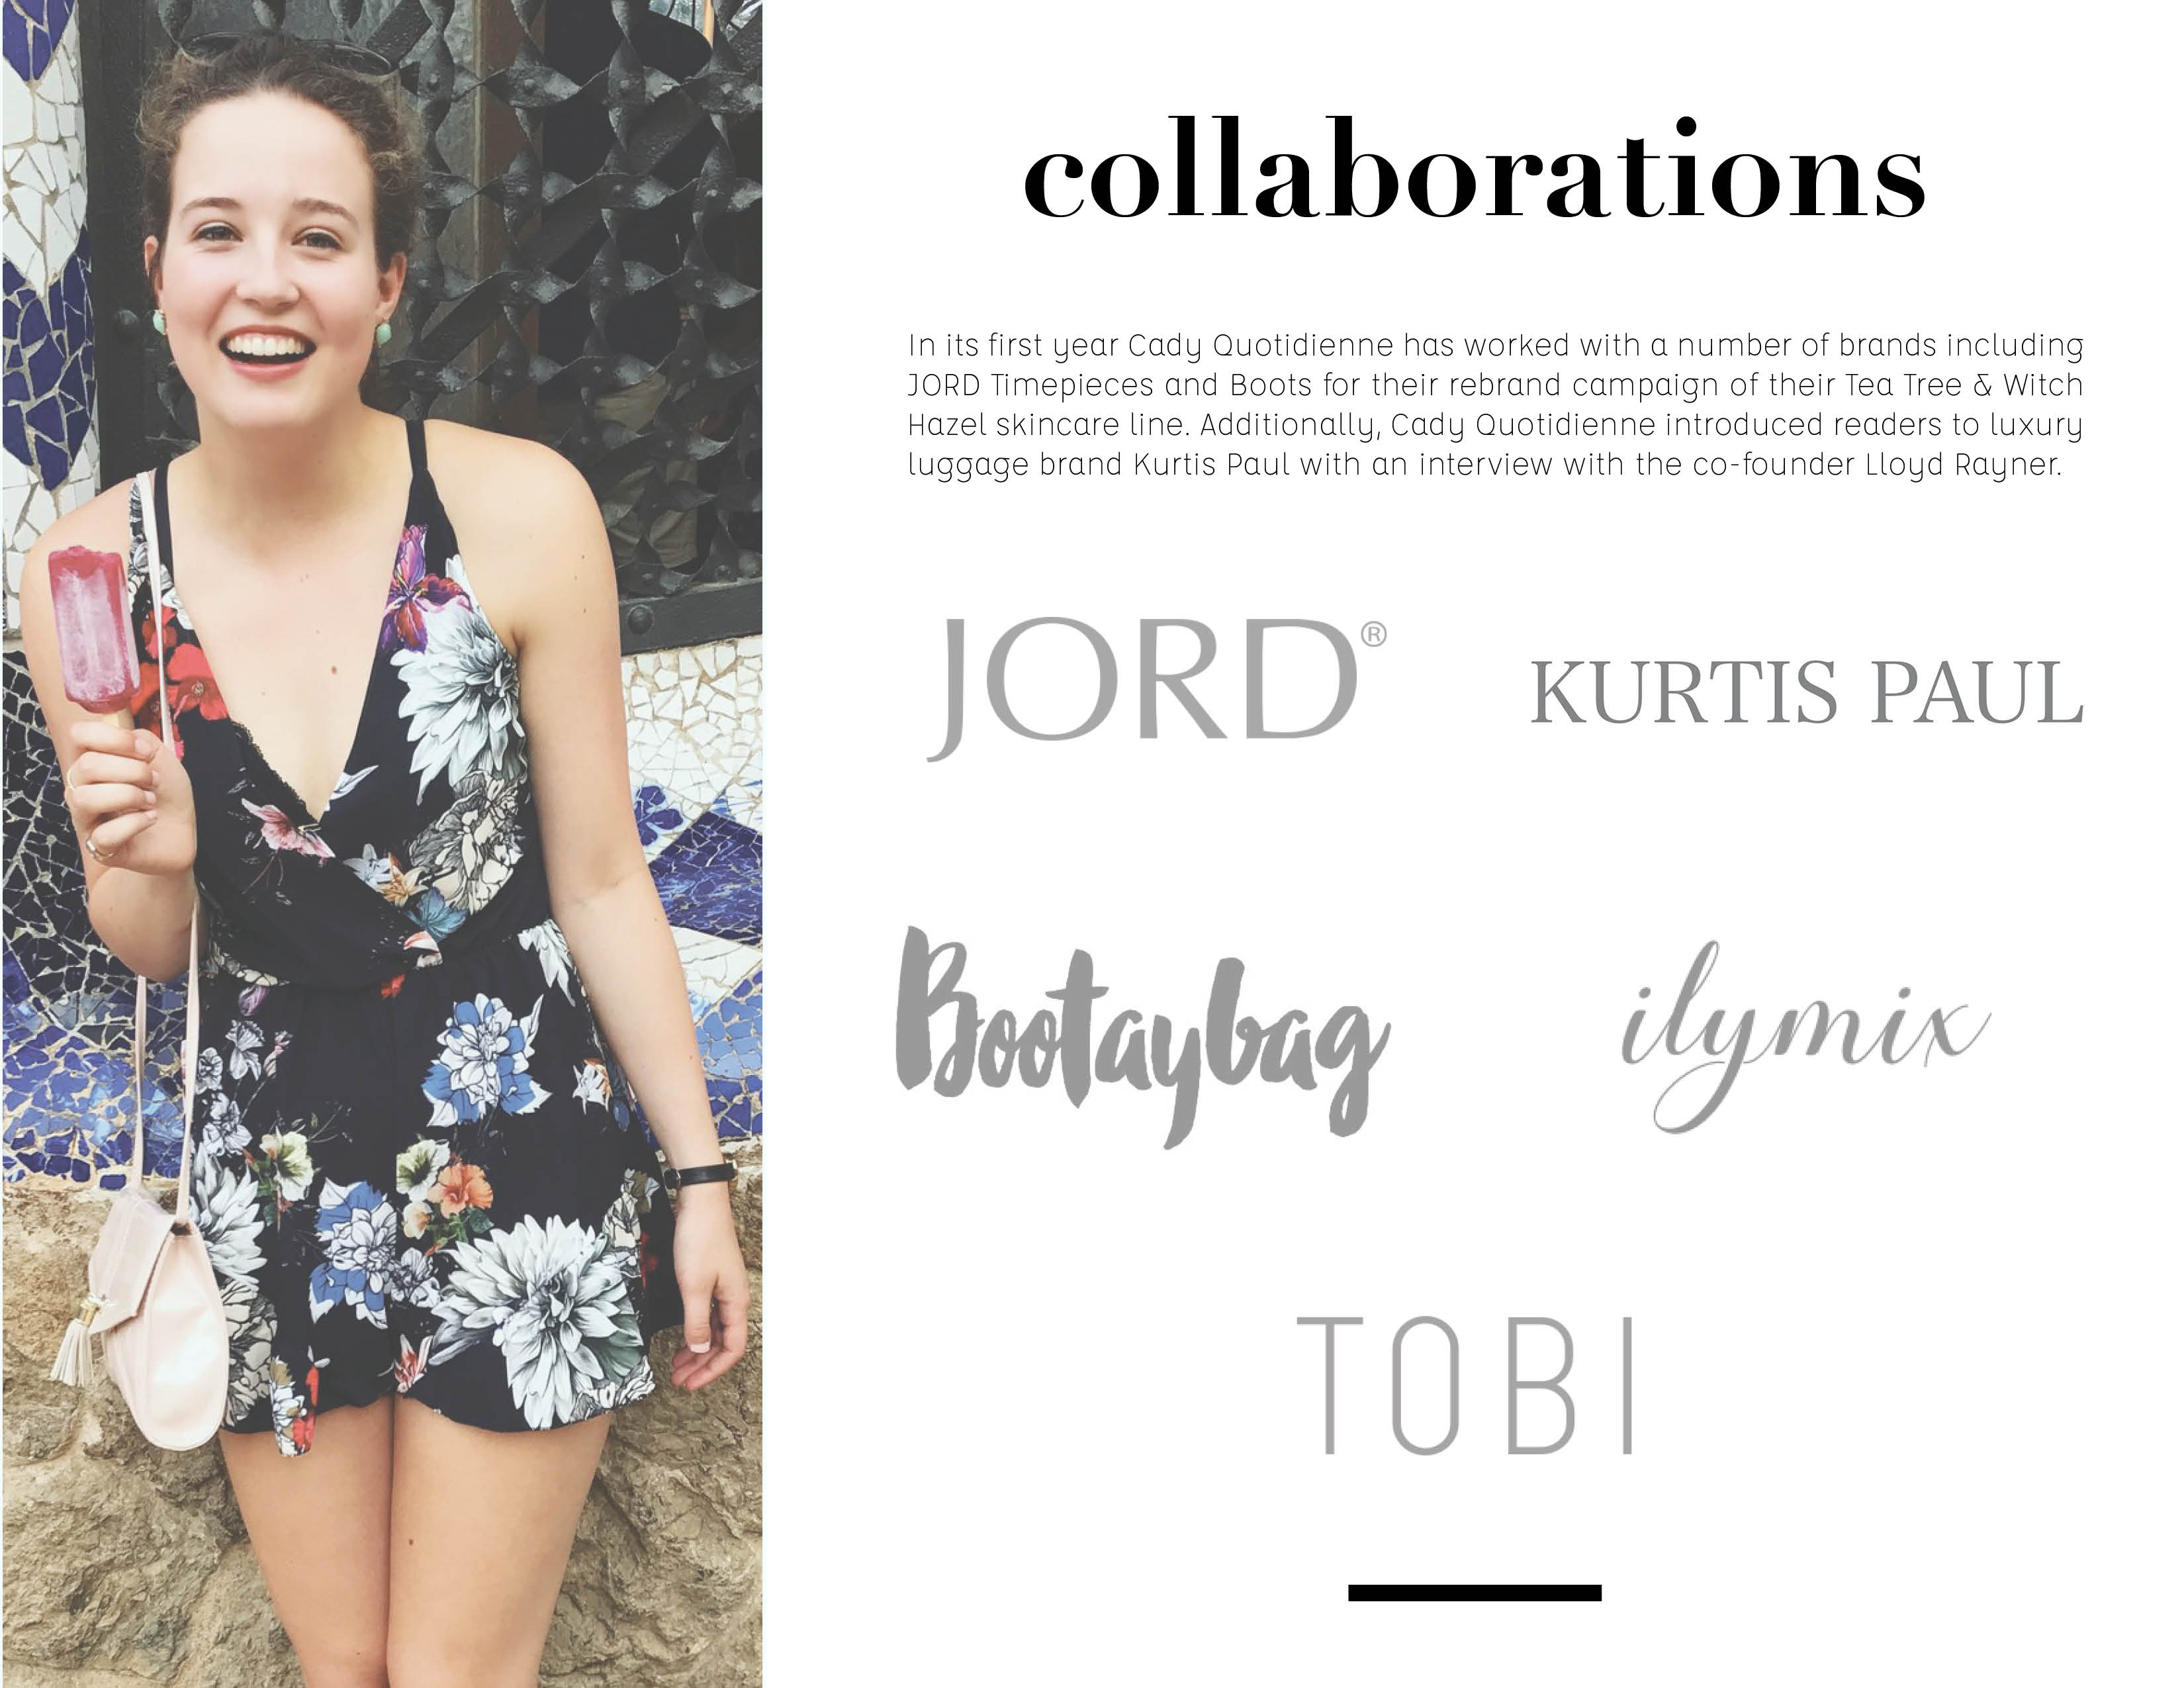 collaborations
In its first year Cady Quotidienne has worked with a number of brands including
JORD Timepieces and Boots for their rebrand campaign of their Tea Tree & Witch
Hazel skincare line. Additionally, Cady Quotidienne introduced readers to luxury
luggage brand Kurtis Paul with an interview with the co-founder Lloyd Rayner.
JORD®
KURTIS PAUL
Bootaybag
ilymix
TOBI